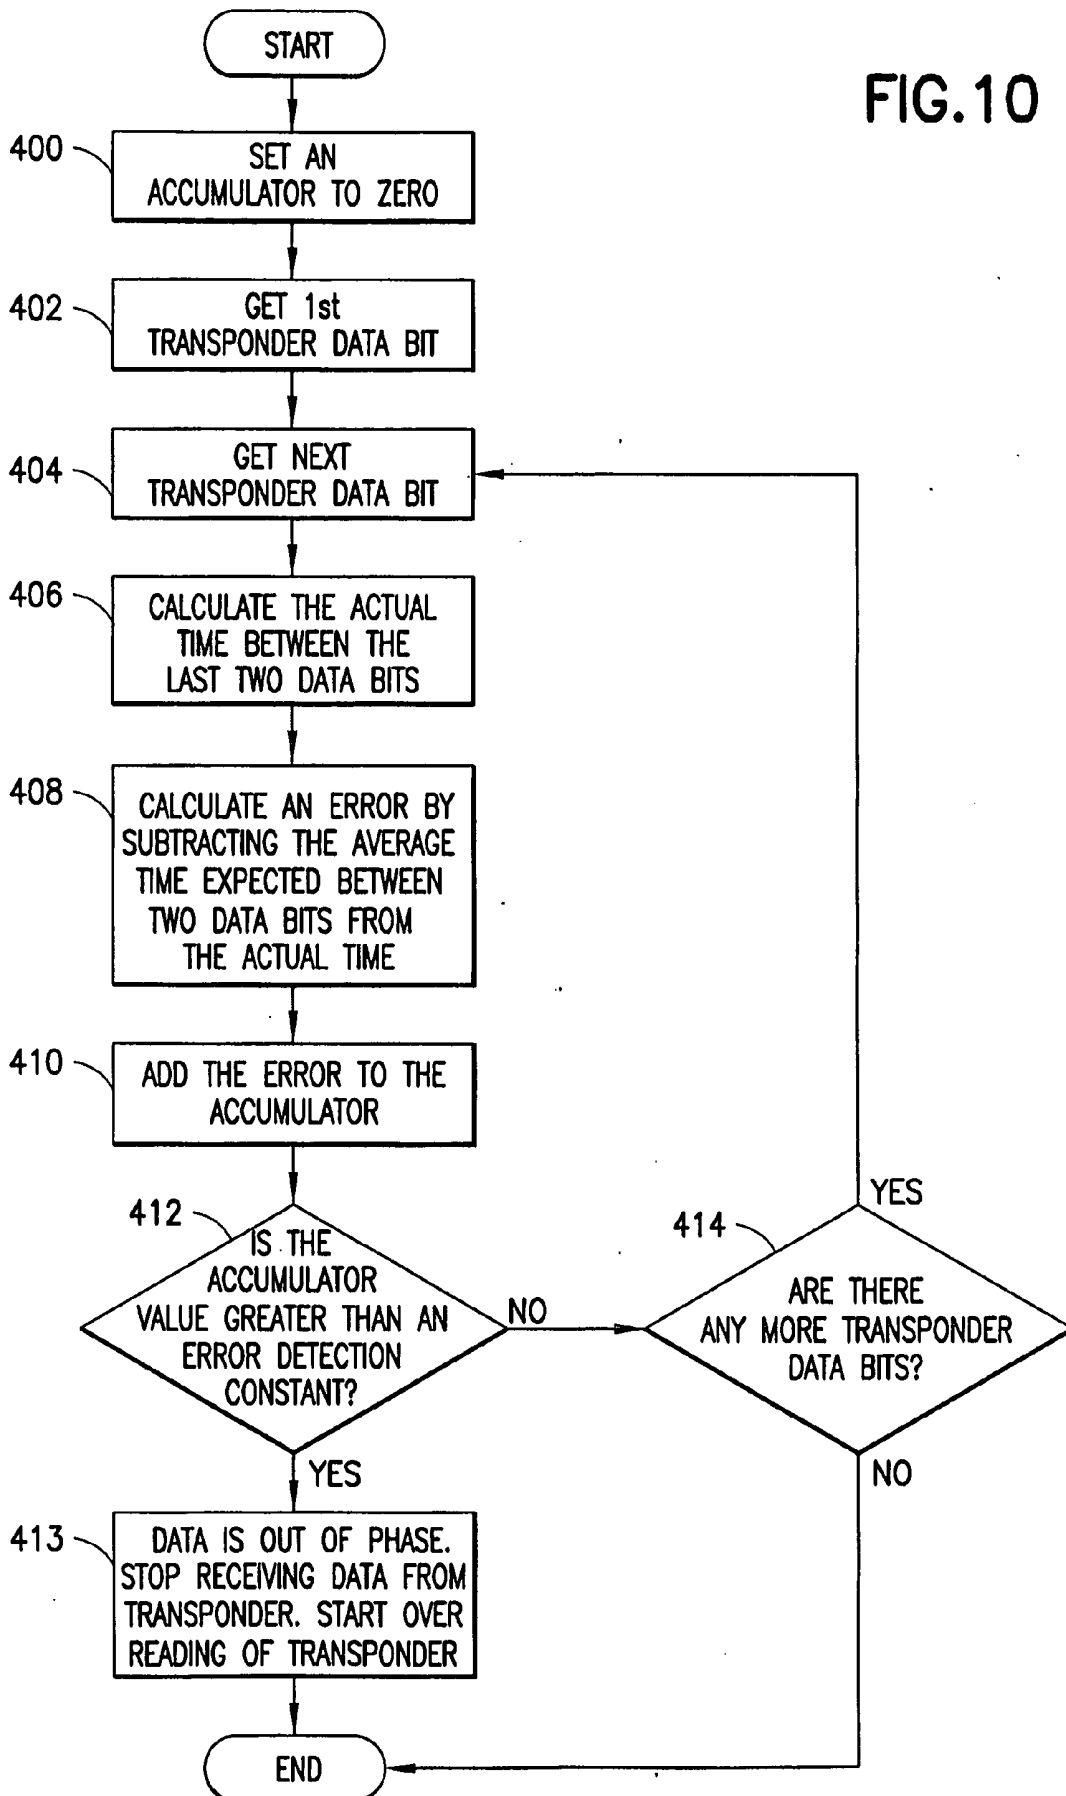 START
FIG.10
400
SET AN
ACCUMULATOR TO ZERO
402
GET 1st
TRANSPONDER DATA BIT
404
GET NEXT
TRANSPONDER DATA BIT
406
CALCULATE THE ACTUAL
TIME BETWEEN THE
LAST TWO DATA BITS
408
CALCULATE AN ERROR BY
SUBTRACTING THE AVERAGE
TIME EXPECTED BETWEEN
TWO DATA BITS FROM
THE ACTUAL TIME
410
ADD THE ERROR TO THE
ACCUMULATOR
412
IS THE
ACCUMULATOR
VALUE GREATER THAN AN
ERROR DETECTION
CONSTANT?
NO
YES
414
ARE THERE
ANY MORE TRANSPONDER
DATA BITS?
YES
NO
413
DATA IS OUT OF PHASE.
STOP RECEIVING DATA FROM
TRANSPONDER. START OVER
READING OF TRANSPONDER
END